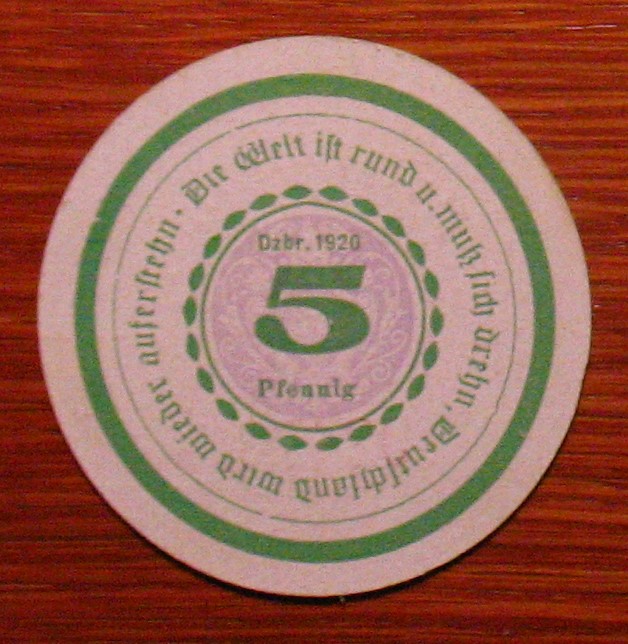 Die Welt ist rund u. muß sich drehn, Deutschland wird wieder auferstehn.
Dzbr. 1920
5
Pfennig